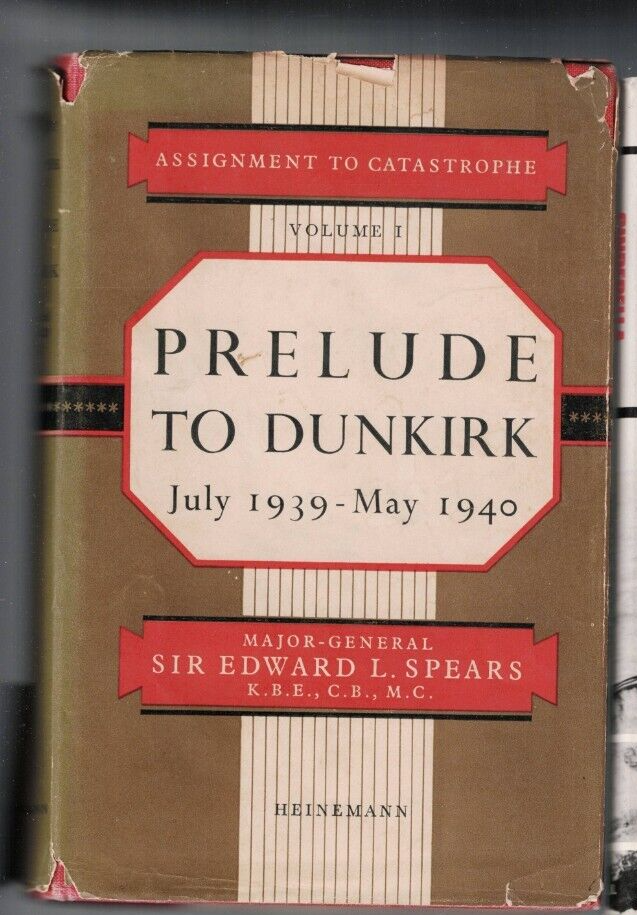 ASSIGNMENT TO CATASTROPHE
VOLUME I
PRELUDE
TO DUNKIRK
July 1939 - May 1940
MAJOR-GENERAL
SIR EDWARD L. SPEARS
K.B.E., C.B., M.C.
HEINEMANN